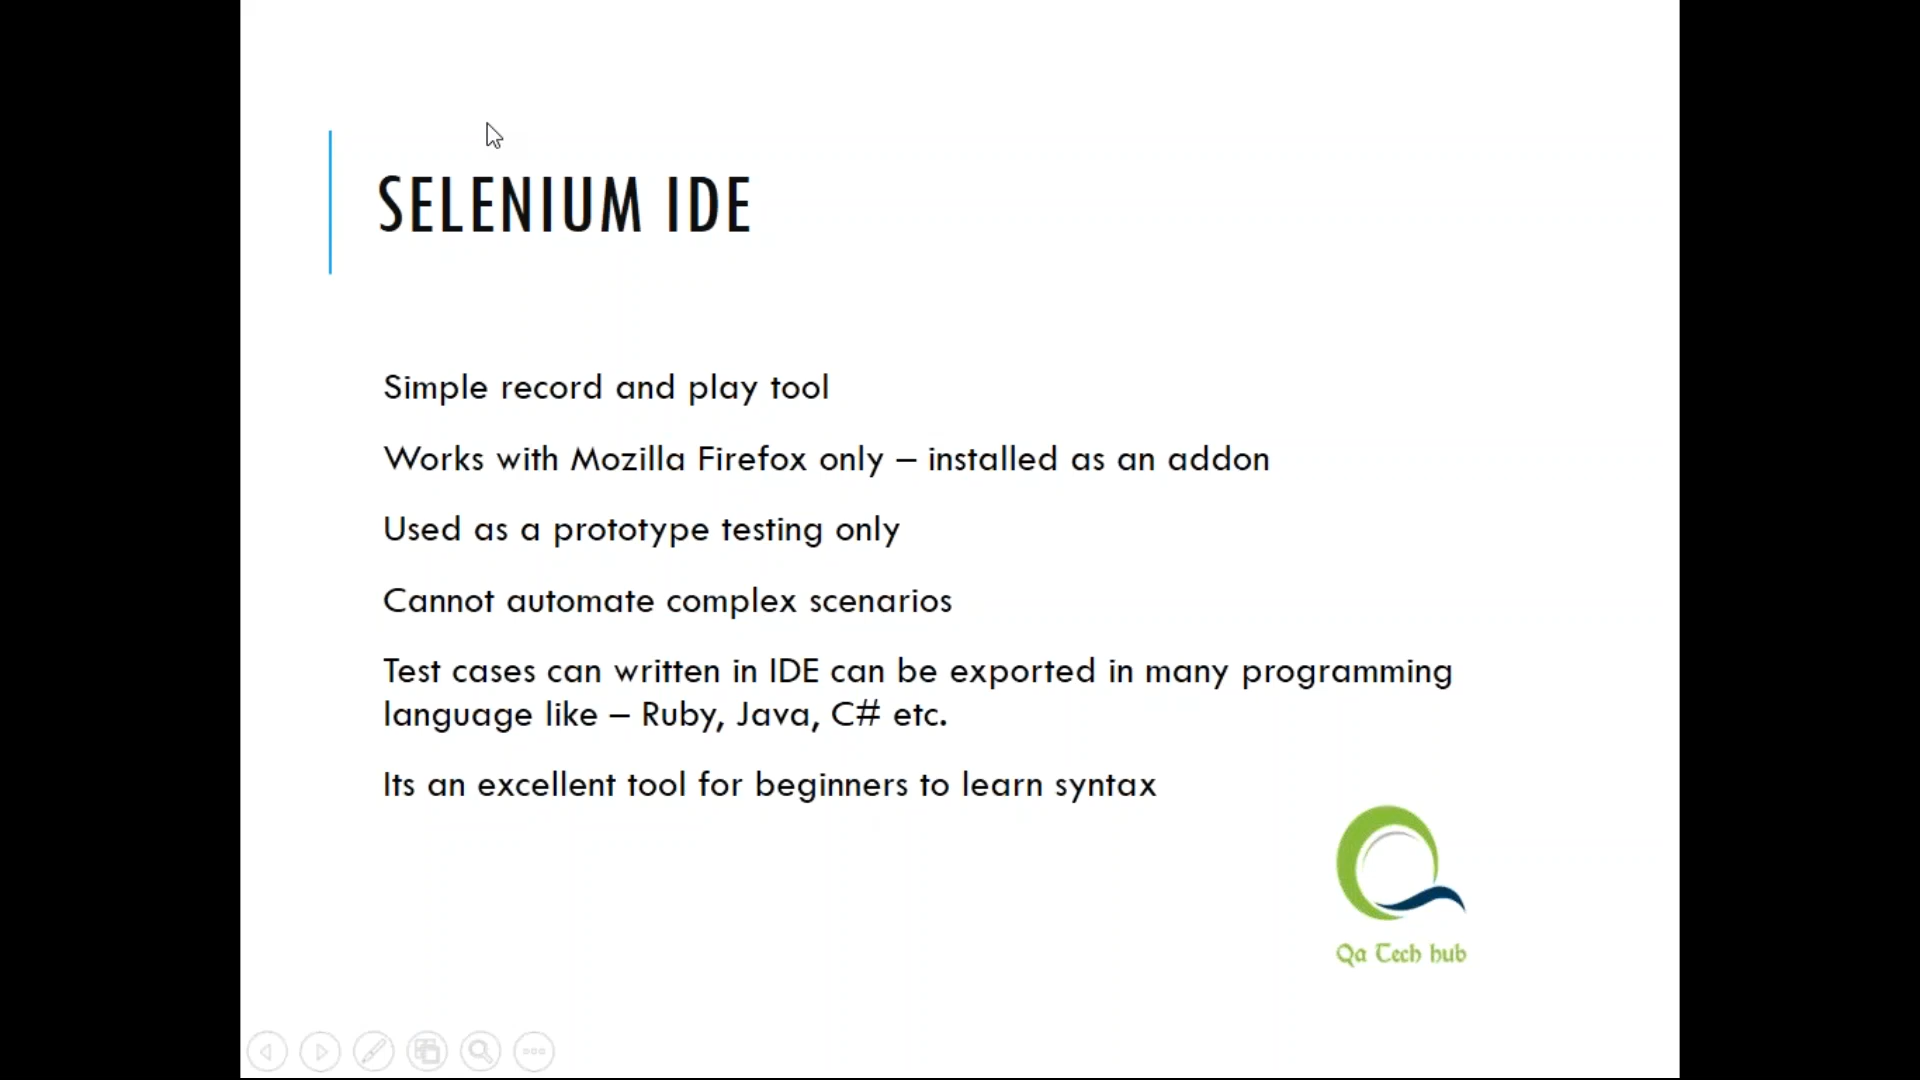 SELENIUM IDE
Simple record and play tool
Works with Mozilla Firefox only – installed as an addon
Used as a prototype testing only
Cannot automate complex scenarios
Test cases can written in IDE can be exported in many programming
language like – Ruby, Java, C# etc.
Its an excellent tool for beginners to learn syntax
Qa Tech hub